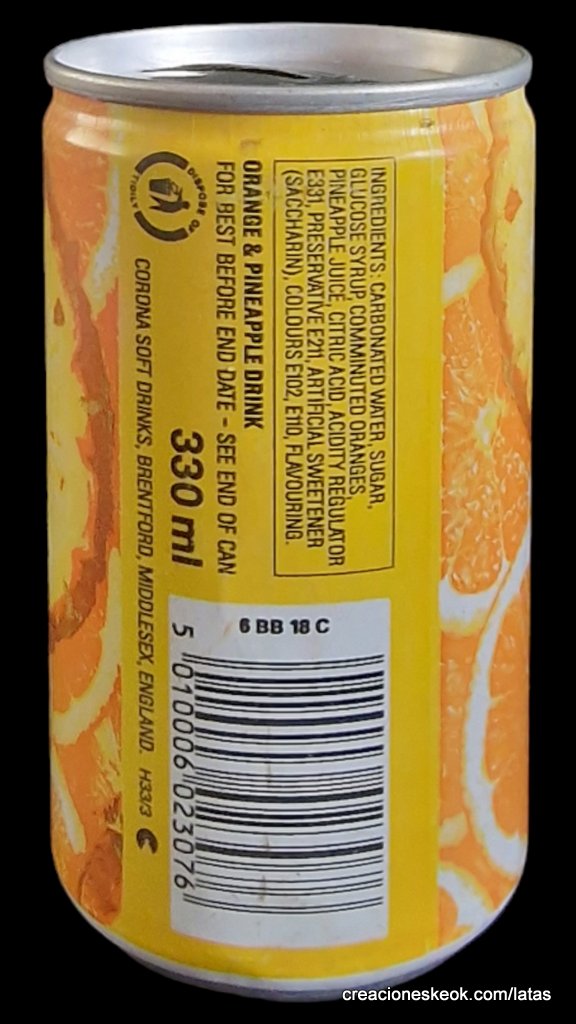 INGREDIENTS: CARBONATED WATER, SUGAR,
GLUCOSE SYRUP, COMMINUTED ORANGES,
PINEAPPLE JUICE, CITRIC ACID, ACIDITY REGULATOR
E331, PRESERVATIVE E211, ARTIFICIAL SWEETENER
(SACCHARIN), COLOURS E102, E110, FLAVOURING.
ORANGE & PINEAPPLE DRINK
FOR BEST BEFORE END DATE – SEE END OF CAN
330 ml
DISPOSE OF
TIDILY
CORONA SOFT DRINKS, BRENTFORD, MIDDLESEX, ENGLAND. H33/3
6 BB 18 C
5 010006 023076
creacioneskeok.com/latas